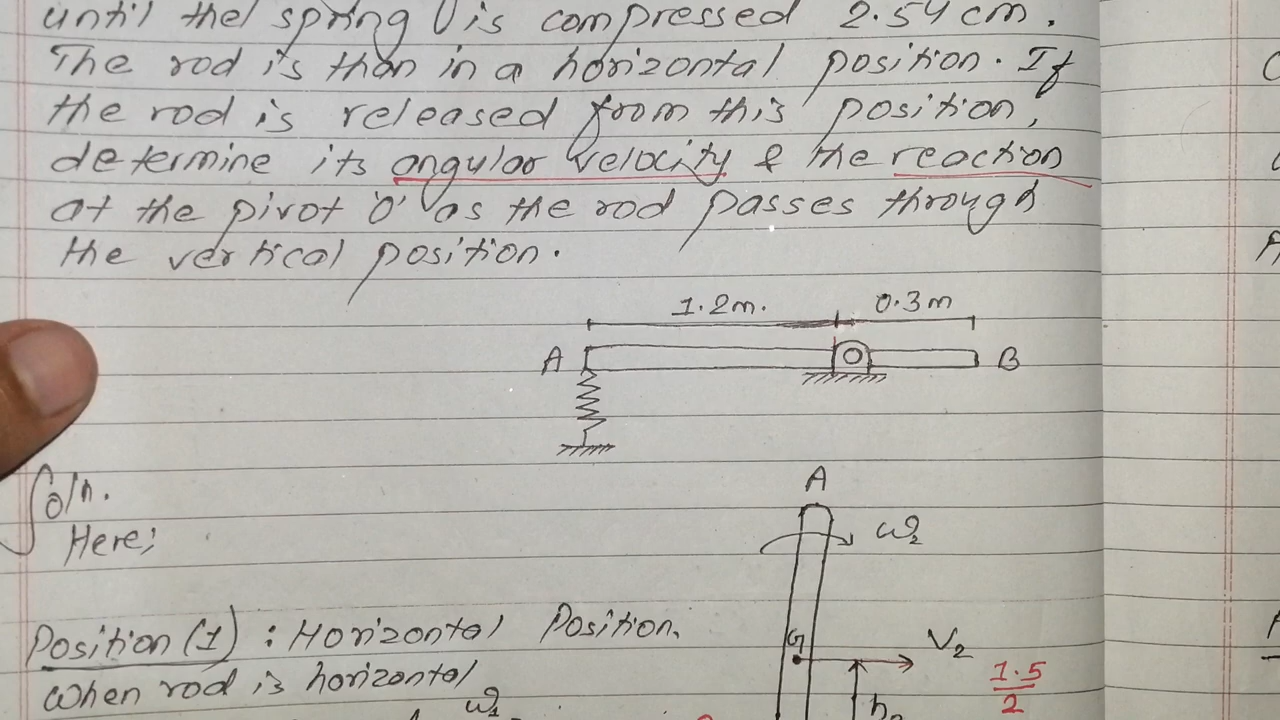 until the spring is compressed 2.54 cm.
The rod is than in a horizontal position. If
the rod is released from this position,
determine its angular velocity & the reaction
at the pivot 'O' as the rod passes through
the vertical position.
1.2m. 0.3m
A B
Soln.
Here;
A
ω2
Position (1) : Horizontal Position.
When rod is horizontal
G V2
1.5
2
ω1
h2